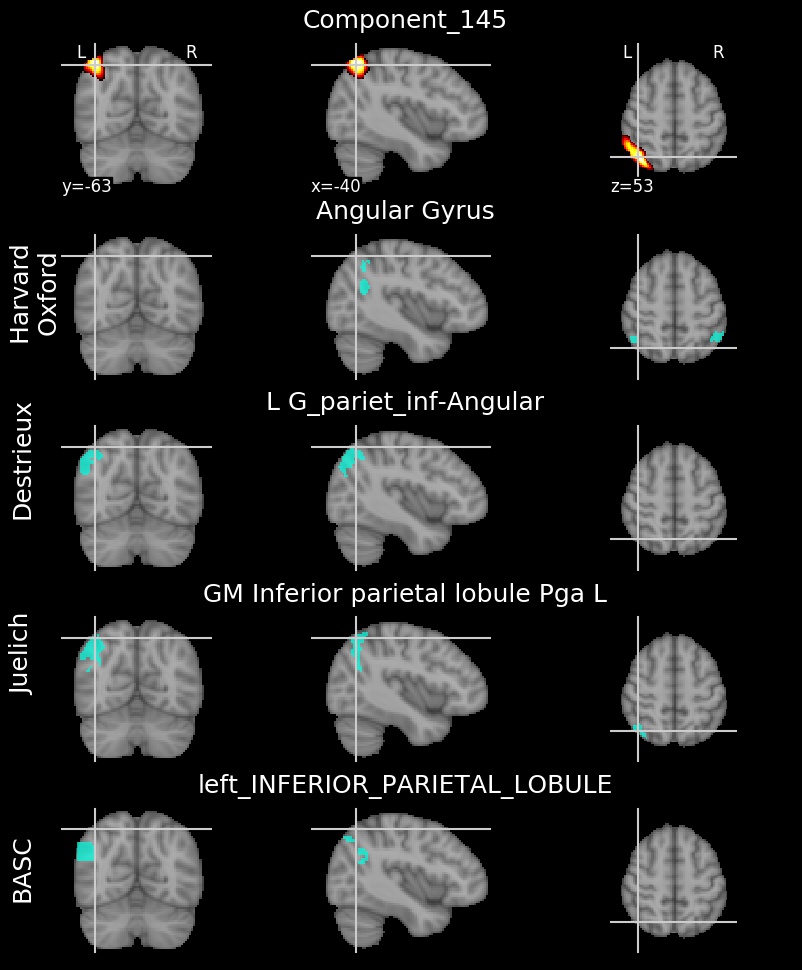 Component_145
L R
L R
y=-63
x=-40
z=53
Angular Gyrus
Harvard
Oxford
L G_pariet_inf-Angular
Destrieux
GM Inferior parietal lobule Pga L
Juelich
left_INFERIOR_PARIETAL_LOBULE
BASC